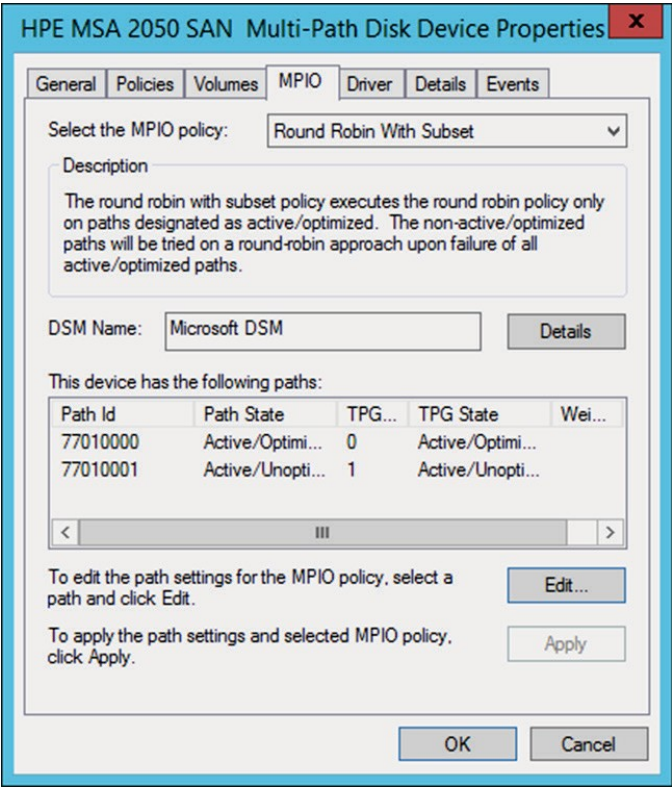 HPE MSA 2050 SAN  Multi-Path Disk Device Properties x
General Policies Volumes MPIO Driver Details Events
Select the MPIO policy: Round Robin With Subset
Description
The round robin with subset policy executes the round robin policy only
on paths designated as active/optimized.  The non-active/optimized
paths will be tried on a round-robin approach upon failure of all
active/optimized paths.
DSM Name: Microsoft DSM Details
This device has the following paths:
Path Id Path State TPG... TPG State Wei...
77010000 Active/Optimi... 0 Active/Optimi...
77010001 Active/Unopti... 1 Active/Unopti...
To edit the path settings for the MPIO policy, select a
path and click Edit.
Edit...
To apply the path settings and selected MPIO policy,
click Apply.
Apply
OK Cancel